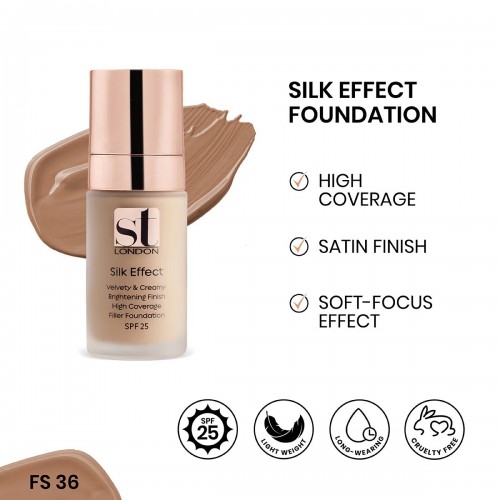 SILK EFFECT
FOUNDATION
HIGH
COVERAGE
SATIN FINISH
SOFT-FOCUS
EFFECT
st
LONDON
Silk Effect
Velvety & Creamy
Brightening Finish
High Coverage
Filler Foundation
SPF 25
SPF
25
LIGHT WEIGHT
LONG-WEARING
CRUELTY FREE
FS 36